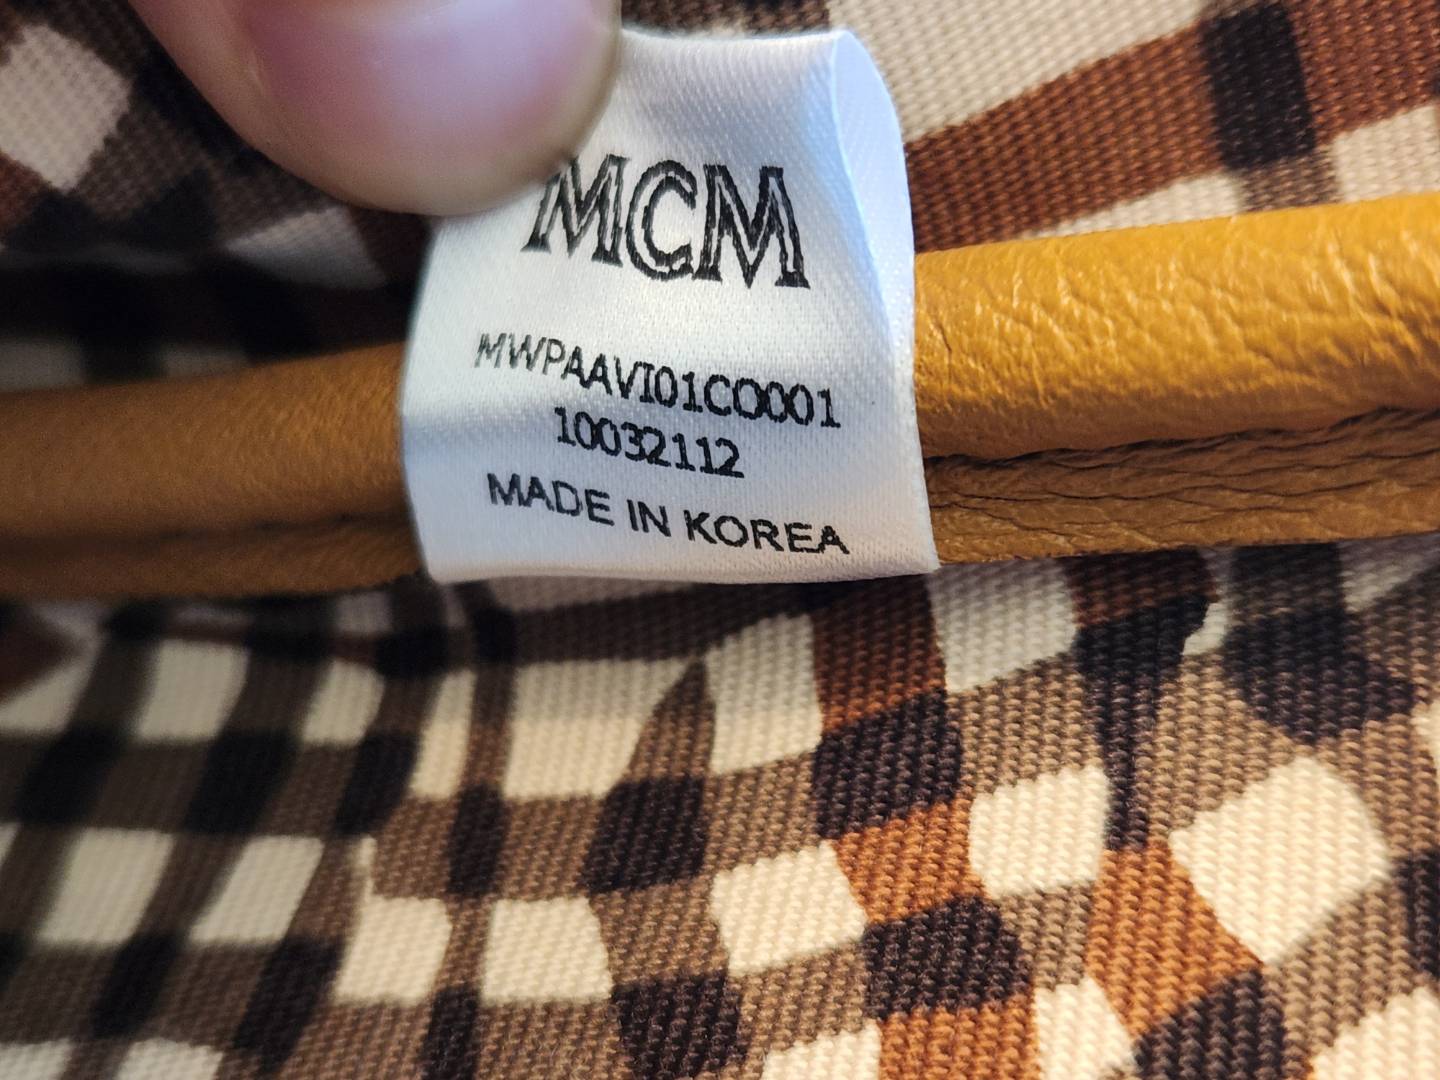 MCM
MWPAAVI01CO001
10032112
MADE IN KOREA